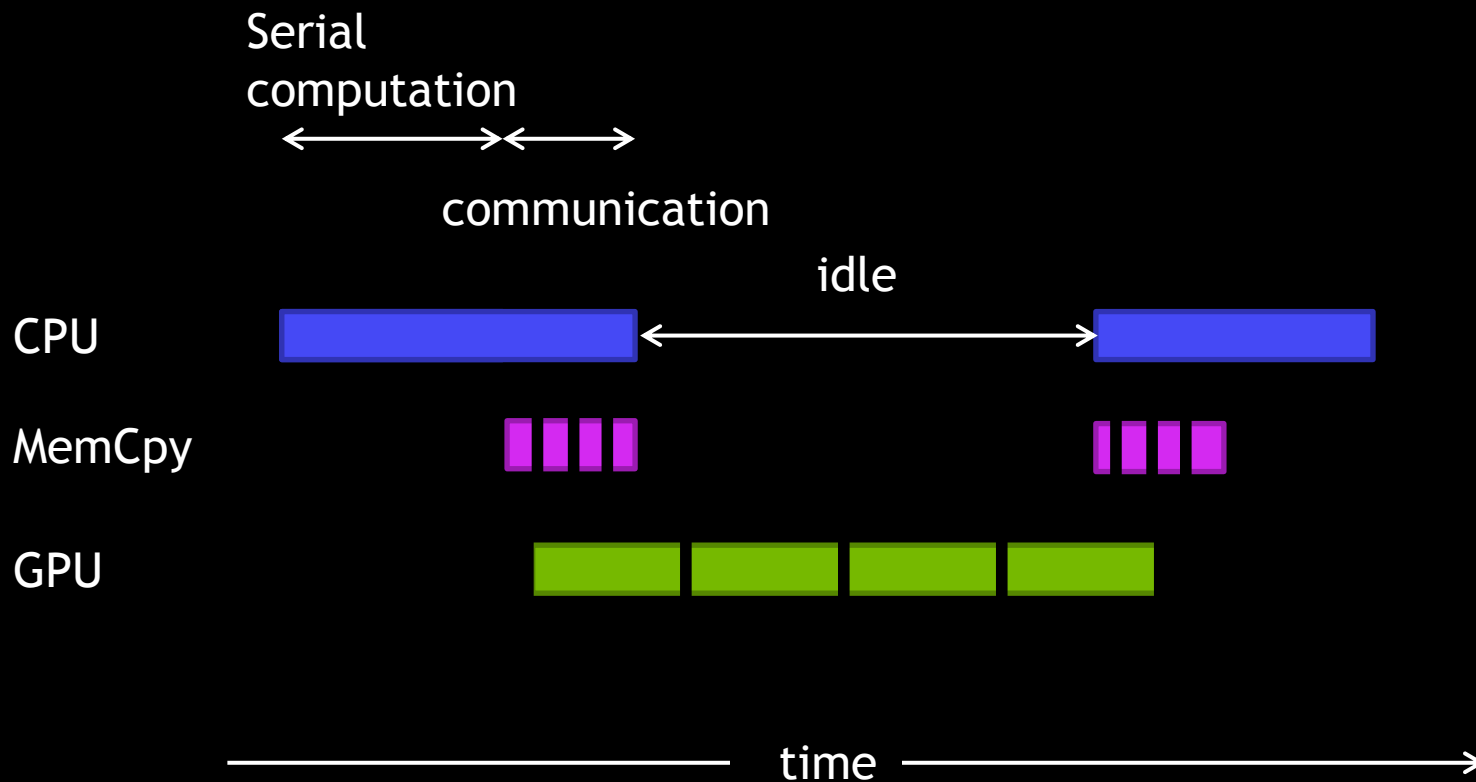 Serial
computation
communication
idle
CPU
MemCpy
GPU
time